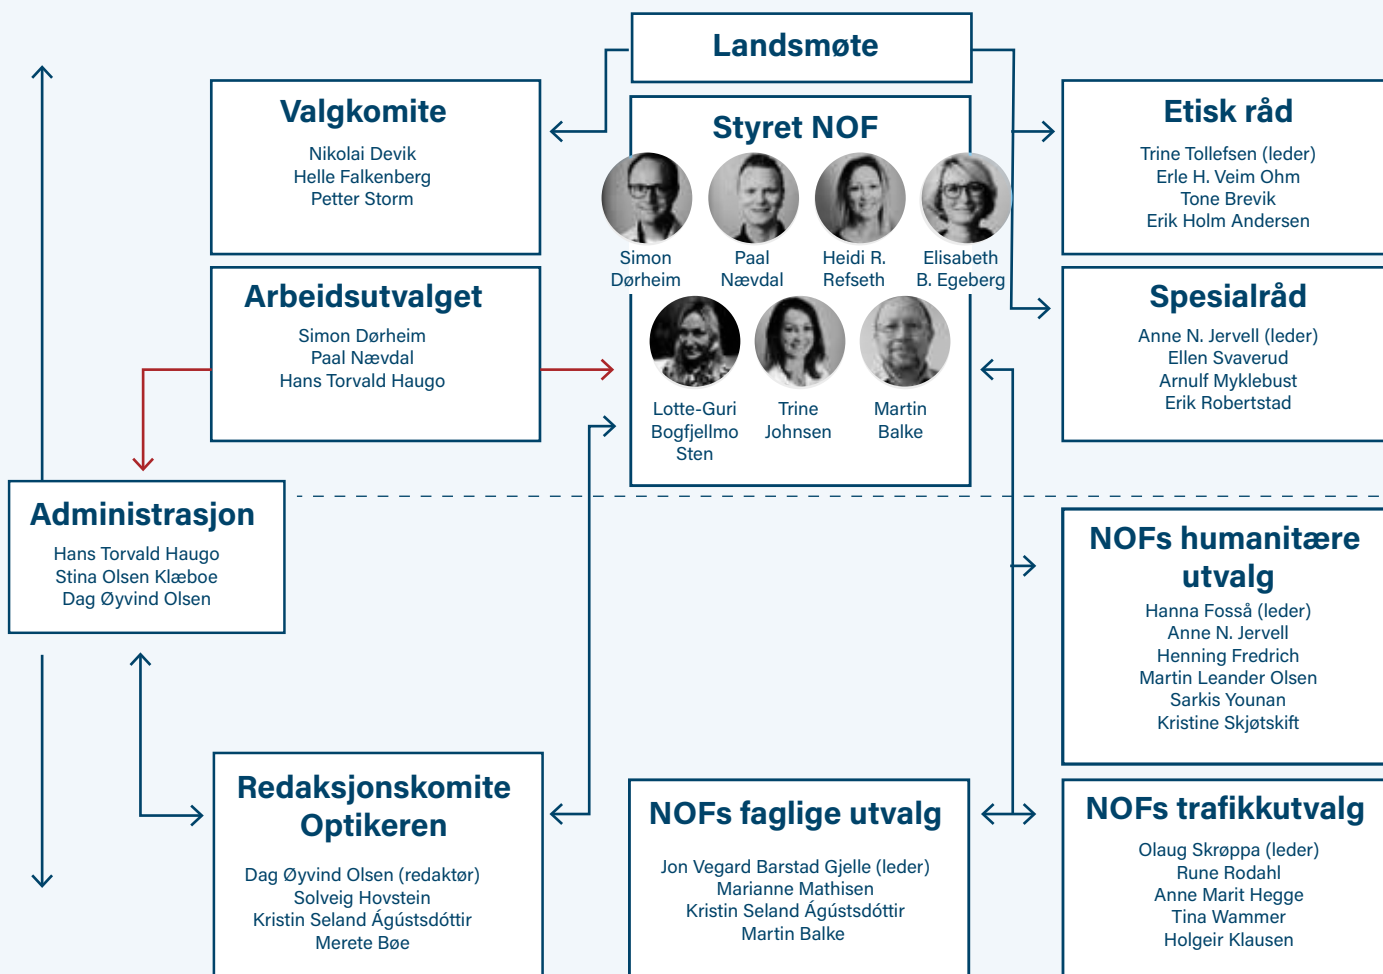 Landsmøte
Valgkomite
Nikolai Devik
Helle Falkenberg
Petter Storm
Styret NOF
Simon
Dørheim
Paal
Nævdal
Heidi R.
Refseth
Elisabeth
B. Egeberg
Lotte-Guri
Bogfjellmo
Sten
Trine
Johnsen
Martin
Balke
Etisk råd
Trine Tollefsen (leder)
Erle H. Veim Ohm
Tone Brevik
Erik Holm Andersen
Arbeidsutvalget
Simon Dørheim
Paal Nævdal
Hans Torvald Haugo
Spesialråd
Anne N. Jervell (leder)
Ellen Svaverud
Arnulf Myklebust
Erik Robertstad
Administrasjon
Hans Torvald Haugo
Stina Olsen Klæboe
Dag Øyvind Olsen
NOFs humanitære
utvalg
Hanna Fosså (leder)
Anne N. Jervell
Henning Fredrich
Martin Leander Olsen
Sarkis Younan
Kristine Skjøtskift
Redaksjonskomite
Optikeren
Dag Øyvind Olsen (redaktør)
Solveig Hovstein
Kristin Seland Ágústsdóttir
Merete Bøe
NOFs faglige utvalg
Jon Vegard Barstad Gjelle (leder)
Marianne Mathisen
Kristin Seland Ágústsdóttir
Martin Balke
NOFs trafikkutvalg
Olaug Skrøppa (leder)
Rune Rodahl
Anne Marit Hegge
Tina Wammer
Holgeir Klausen